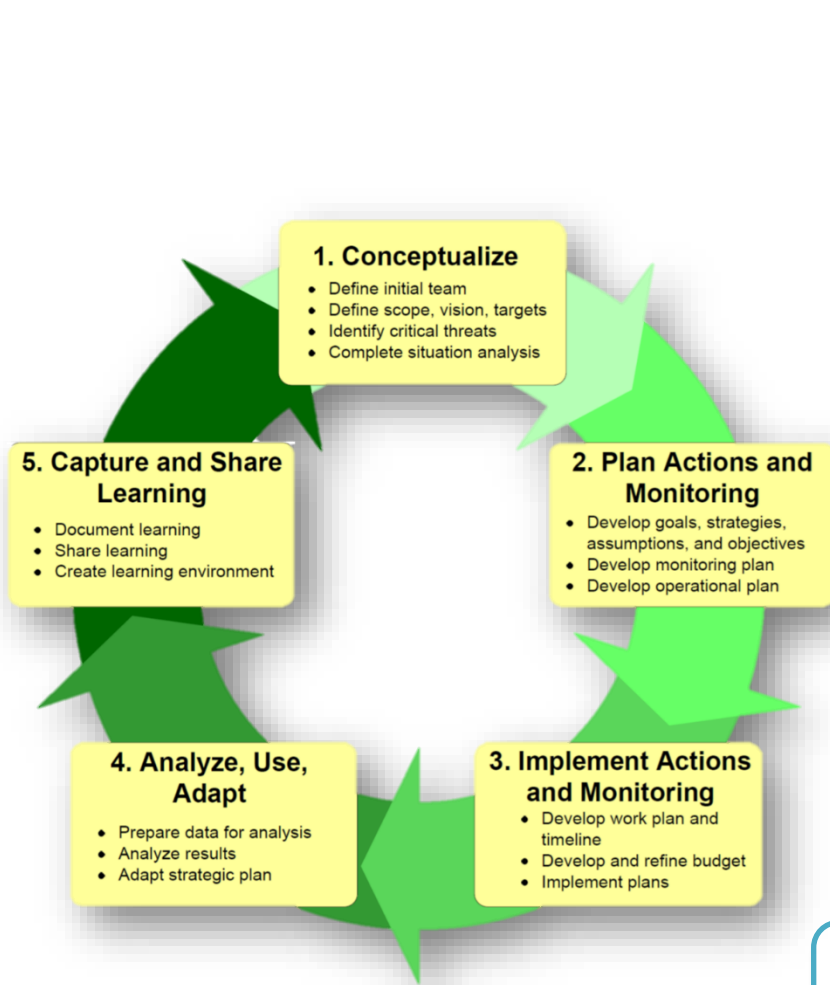 1. Conceptualize
• Define initial team
• Define scope, vision, targets
• Identify critical threats
• Complete situation analysis
2. Plan Actions and
Monitoring
• Develop goals, strategies,
assumptions, and objectives
• Develop monitoring plan
• Develop operational plan
3. Implement Actions
and Monitoring
• Develop work plan and
timeline
• Develop and refine budget
• Implement plans
4. Analyze, Use,
Adapt
• Prepare data for analysis
• Analyze results
• Adapt strategic plan
5. Capture and Share
Learning
• Document learning
• Share learning
• Create learning environment